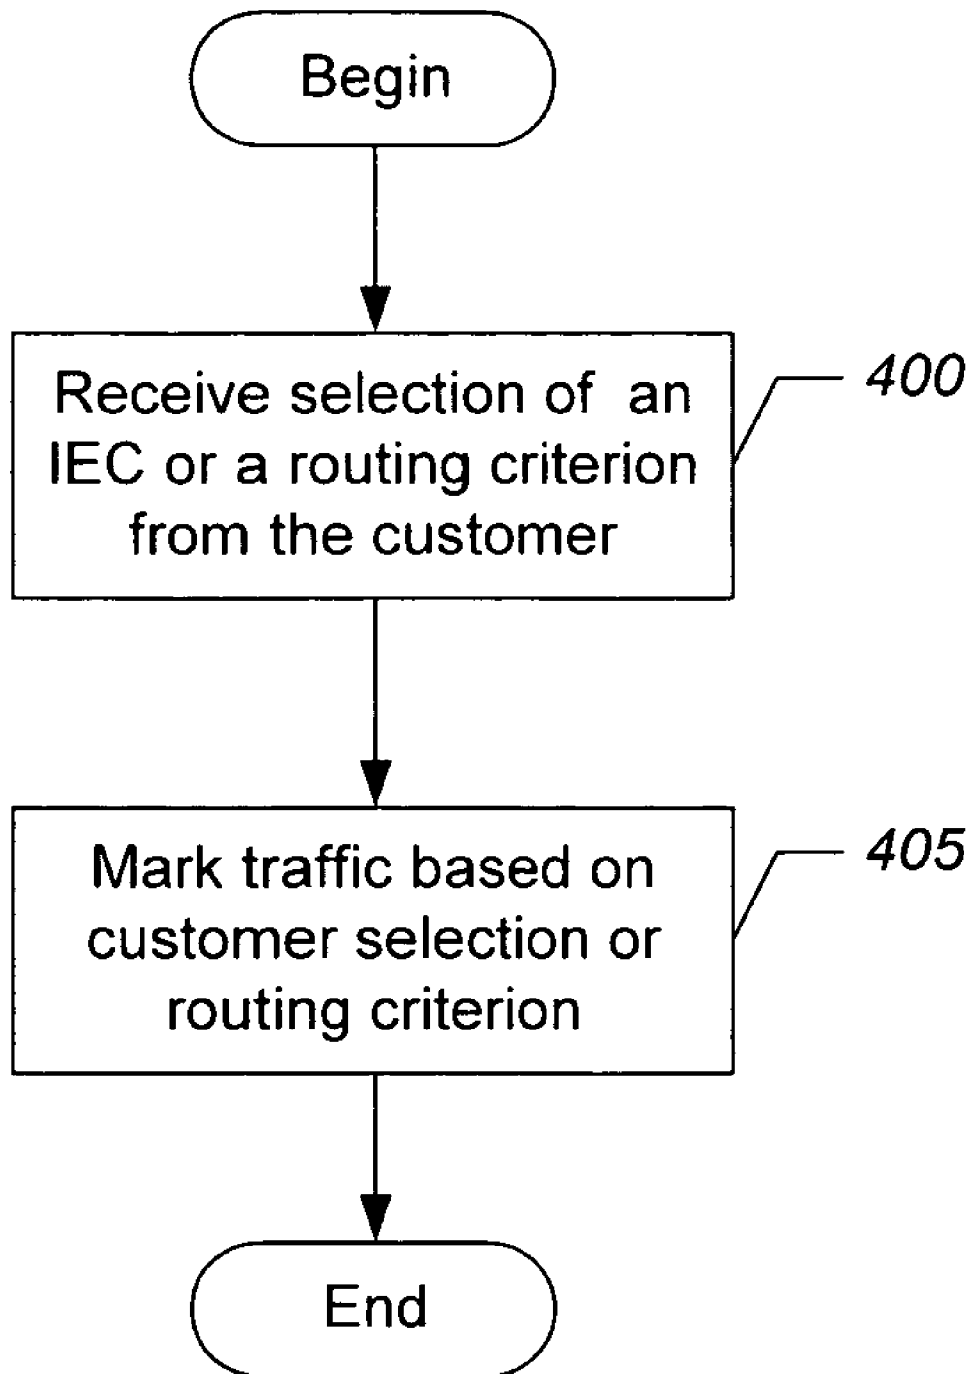 Begin
Receive selection of an
IEC or a routing criterion
from the customer
400
Mark traffic based on
customer selection or
routing criterion
405
End